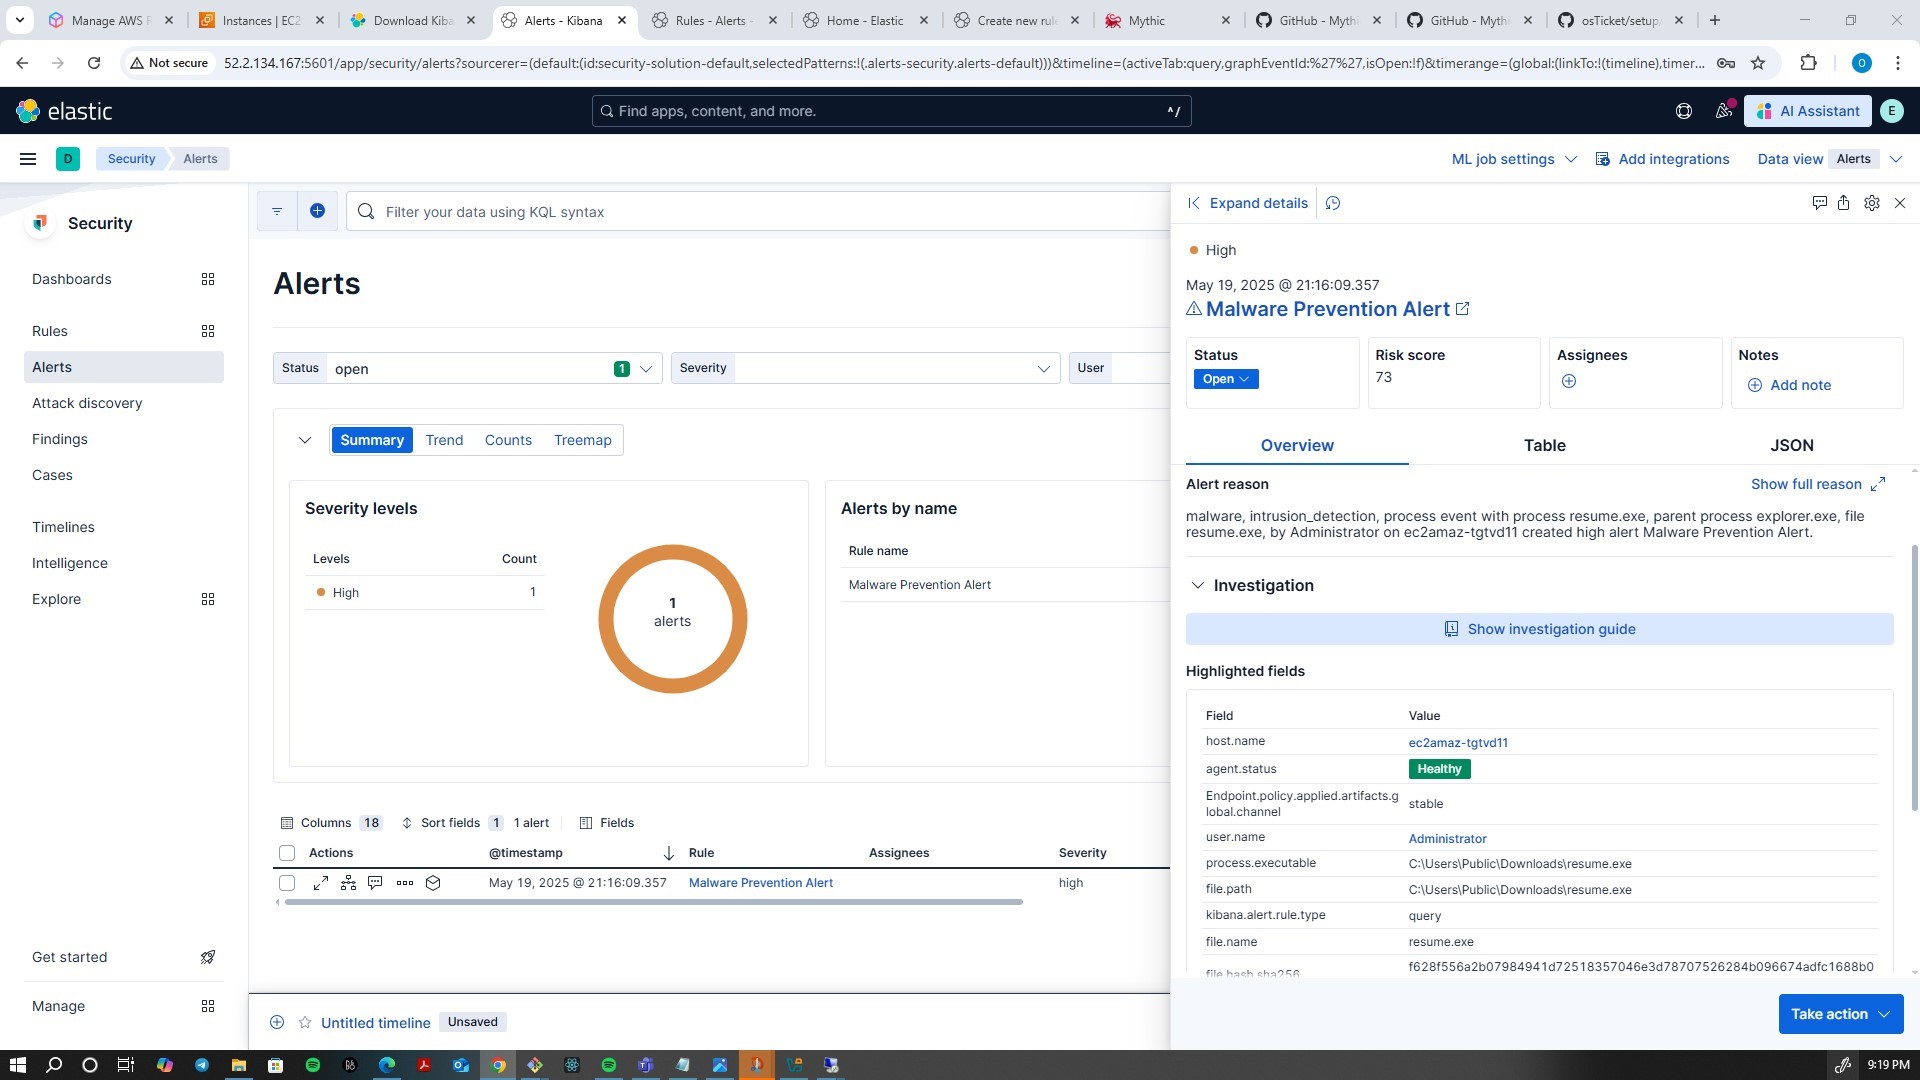 Manage AWS R
Instances | EC2
Download Kiba
Alerts - Kibana
Rules - Alerts -
Home - Elastic
Create new rul
Mythic
GitHub - Mythi
GitHub - Mythi
osTicket/setup
Not secure
52.2.134.167:5601/app/security/alerts?sourcerer=(default:(id:security-solution-default,selectedPatterns:!(.alerts-security.alerts-default)))&timeline=(activeTab:query,graphEventId:%27%27,isOpen:!f)&timerange=(global:(linkTo:!(timeline),timer...
O
elastic
Find apps, content, and more.
^/
AI Assistant
E
D
Security
Alerts
ML job settings
Add integrations
Data view
Alerts
Security
Dashboards
Rules
Alerts
Attack discovery
Findings
Cases
Timelines
Intelligence
Explore
Get started
Manage
Filter your data using KQL syntax
Alerts
Status
open
1
Severity
User
Summary
Trend
Counts
Treemap
Severity levels
Levels
Count
High
1
1
alerts
Alerts by name
Rule name
Malware Prevention Alert
Columns 18
Sort fields 1
1 alert
Fields
Actions
@timestamp
Rule
Assignees
Severity
May 19, 2025 @ 21:16:09.357
Malware Prevention Alert
high
Untitled timeline
Unsaved
Expand details
High
May 19, 2025 @ 21:16:09.357
Malware Prevention Alert
Status
Open
Risk score
73
Assignees
Notes
Add note
Overview
Table
JSON
Alert reason
Show full reason
malware, intrusion_detection, process event with process resume.exe, parent process explorer.exe, file
resume.exe, by Administrator on ec2amaz-tgtvd11 created high alert Malware Prevention Alert.
Investigation
Show investigation guide
Highlighted fields
Field
Value
host.name
ec2amaz-tgtvd11
agent.status
Healthy
Endpoint.policy.applied.artifacts.g
lobal.channel
stable
user.name
Administrator
process.executable
C:\Users\Public\Downloads\resume.exe
file.path
C:\Users\Public\Downloads\resume.exe
kibana.alert.rule.type
query
file.name
resume.exe
file.hash.sha256
f628f556a2b07984941d72518357046e3d78707526284b096674adfc1688b0
Take action
9:19 PM